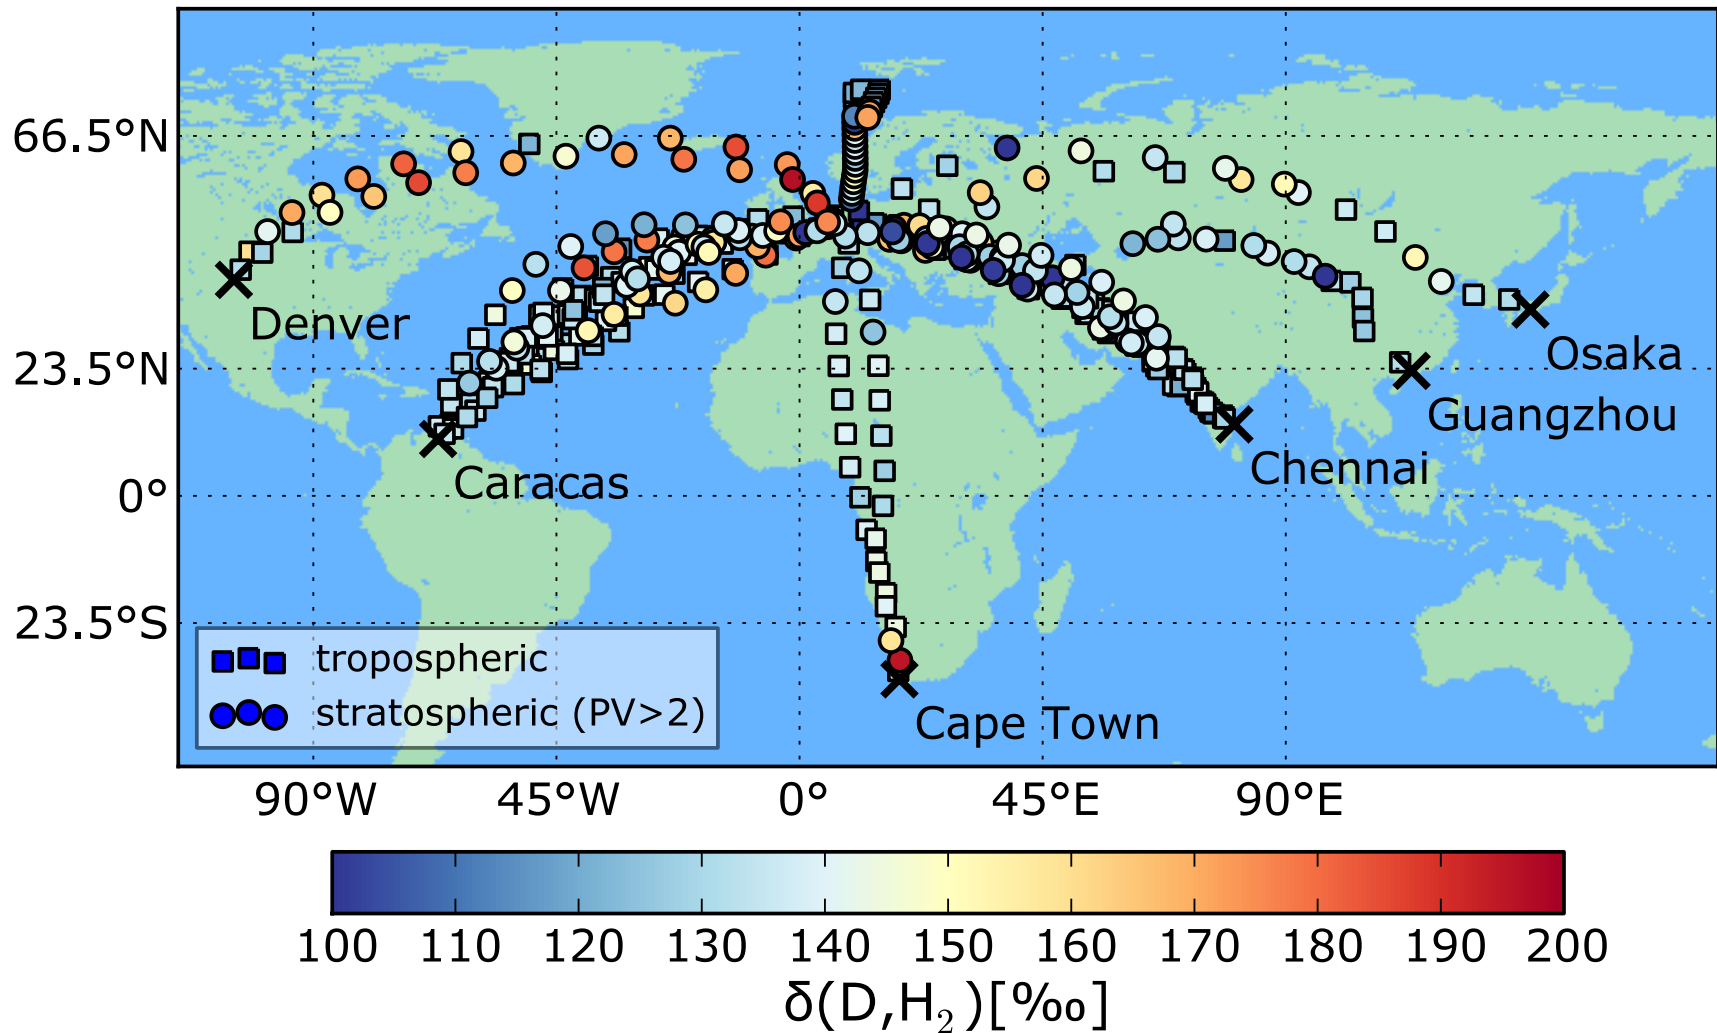 66.5°N
23.5°N
0°
23.5°S
Denver
Caracas
Osaka
Guangzhou
Chennai
Cape Town
tropospheric
stratospheric (PV>2)
90°W 45°W 0° 45°E 90°E
100 110 120 130 140 150 160 170 180 190 200
δ(D,H₂)[‰]